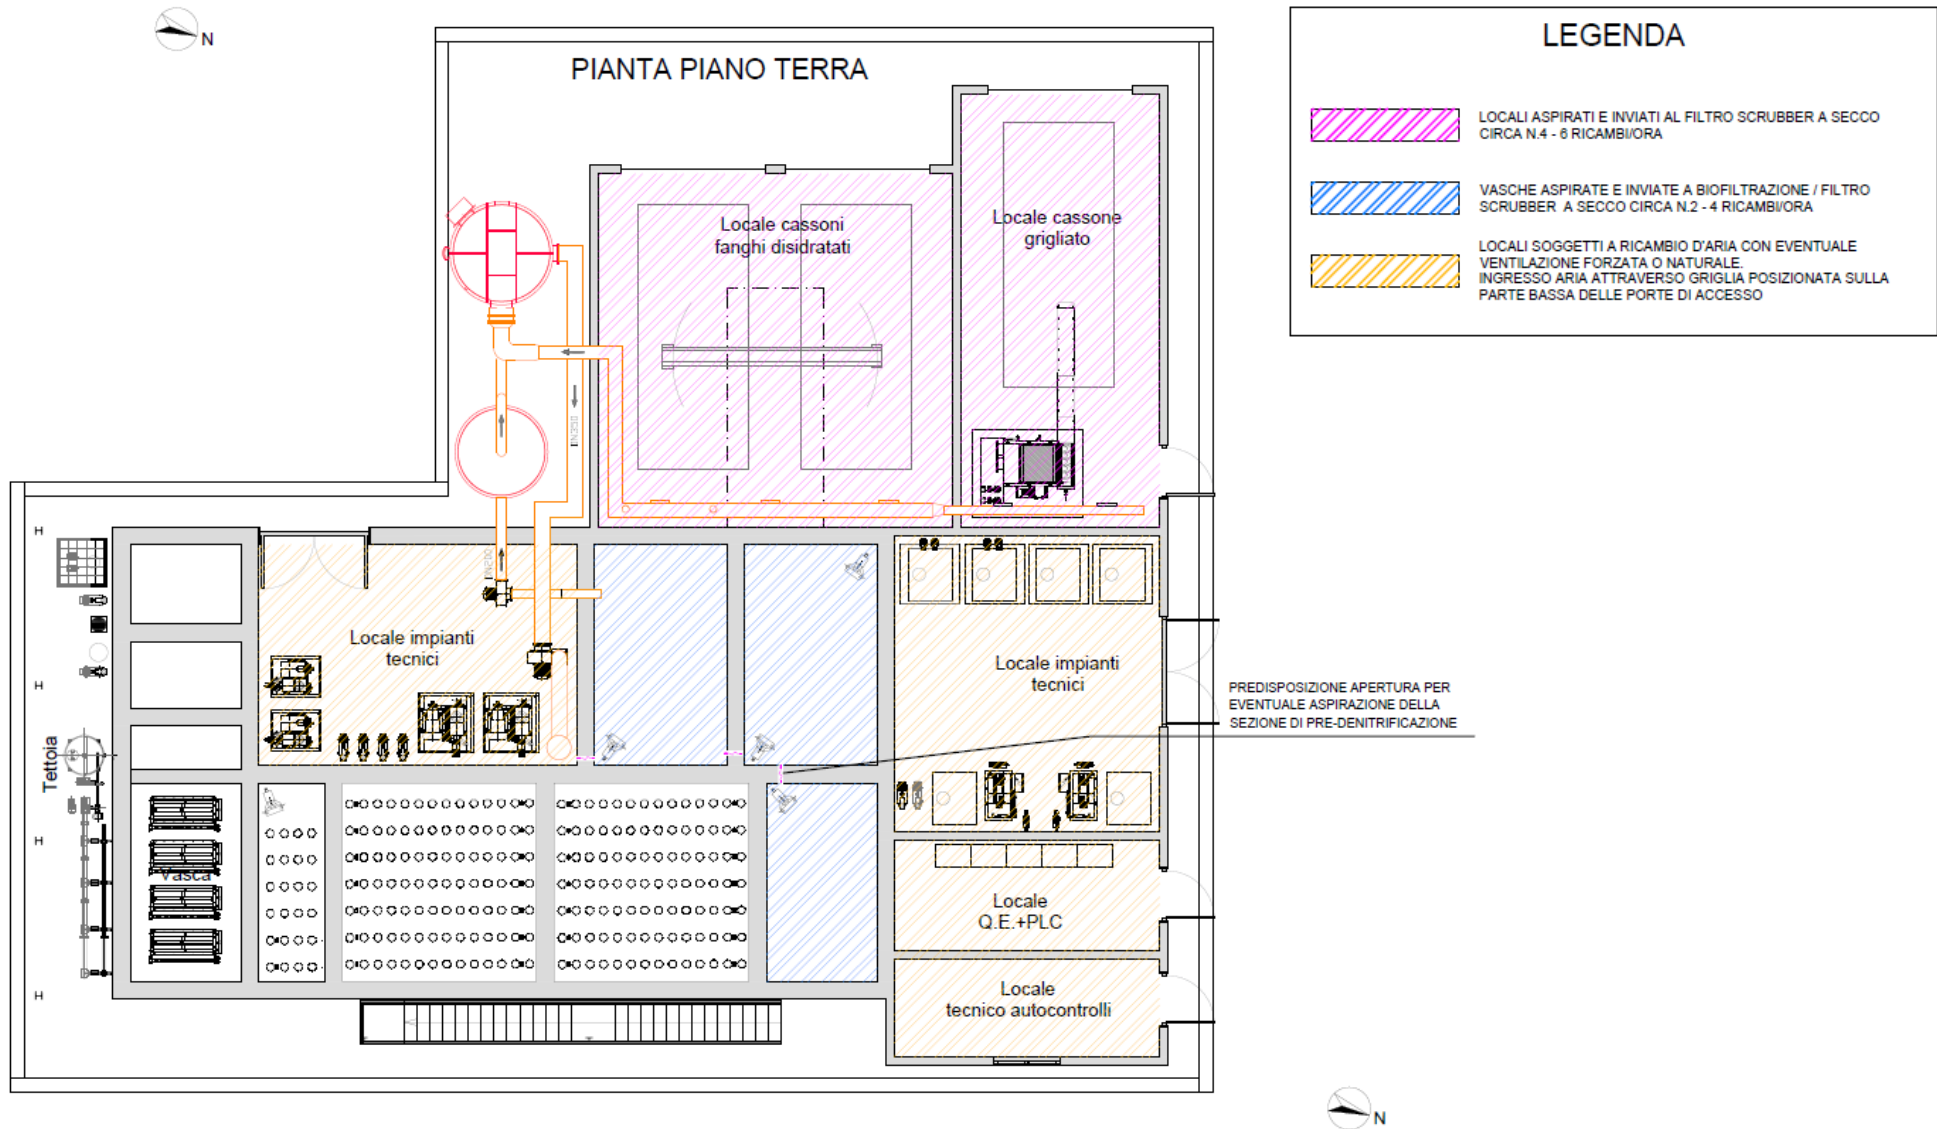 N
PIANTA PIANO TERRA
LEGENDA
LOCALI ASPIRATI E INVIATI AL FILTRO SCRUBBER A SECCO
CIRCA N.4 - 6 RICAMBI/ORA
VASCHE ASPIRATE E INVIATE A BIOFILTRAZIONE / FILTRO
SCRUBBER A SECCO CIRCA N.2 - 4 RICAMBI/ORA
LOCALI SOGGETTI A RICAMBIO D'ARIA CON EVENTUALE
VENTILAZIONE FORZATA O NATURALE.
INGRESSO ARIA ATTRAVERSO GRIGLIA POSIZIONATA SULLA
PARTE BASSA DELLE PORTE DI ACCESSO
Locale cassoni
fanghi disidratati
Locale cassone
grigliato
H
Locale impianti
tecnici
Locale impianti
tecnici
H
PREDISPOSIZIONE APERTURA PER
EVENTUALE ASPIRAZIONE DELLA
SEZIONE DI PRE-DENITRIFICAZIONE
Tettoia
H
Vasca
Locale
Q.E.+PLC
H
Locale
tecnico autocontrolli
N